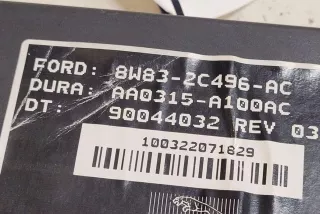 FORD: 8W83-2C496-AC
DURA: AA0315-A100AC
DT: 90044032 REV 03
100322071829